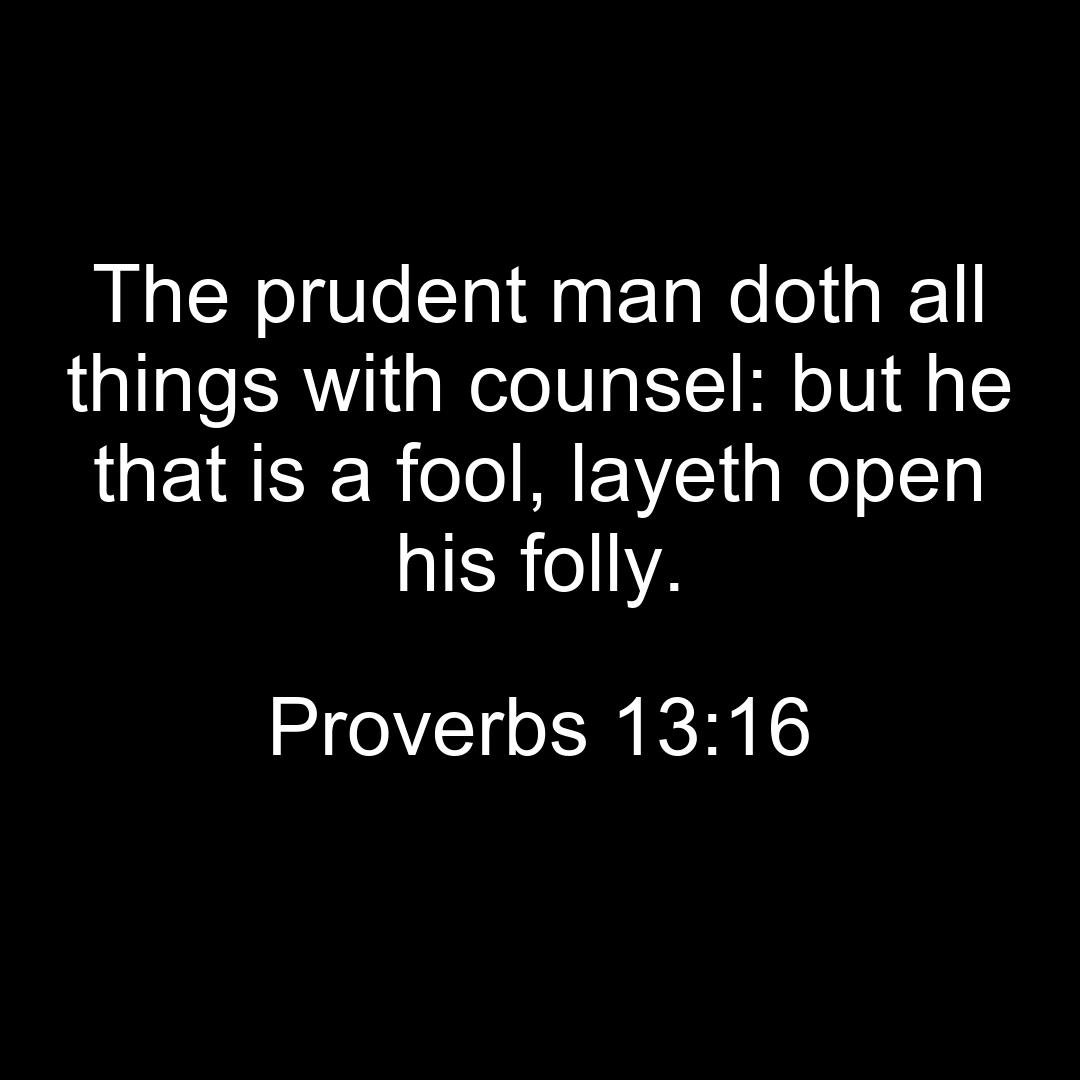 The prudent man doth all
things with counsel: but he
that is a fool, layeth open
his folly.
Proverbs 13:16